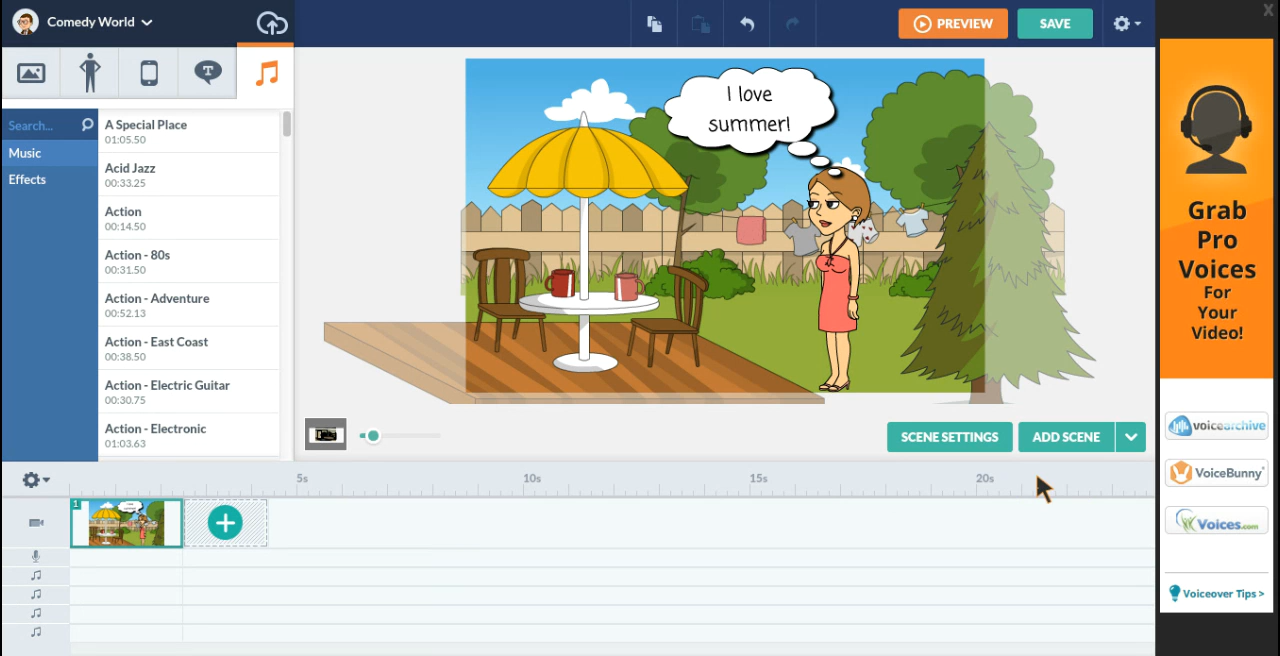 Comedy World
PREVIEW
SAVE
X
T
Search...
Music
Effects
A Special Place
01:05.50
Acid Jazz
00:33.25
Action
00:14.50
Action - 80s
00:31.50
Action - Adventure
00:52.13
Action - East Coast
00:38.50
Action - Electric Guitar
00:30.75
Action - Electronic
01:03.63
I love
summer!
SCENE SETTINGS
ADD SCENE
5s
10s
15s
20s
1
Grab
Pro
Voices
For
Your
Video!
voicearchive
VoiceBunny
Voices.com
Voiceover Tips >